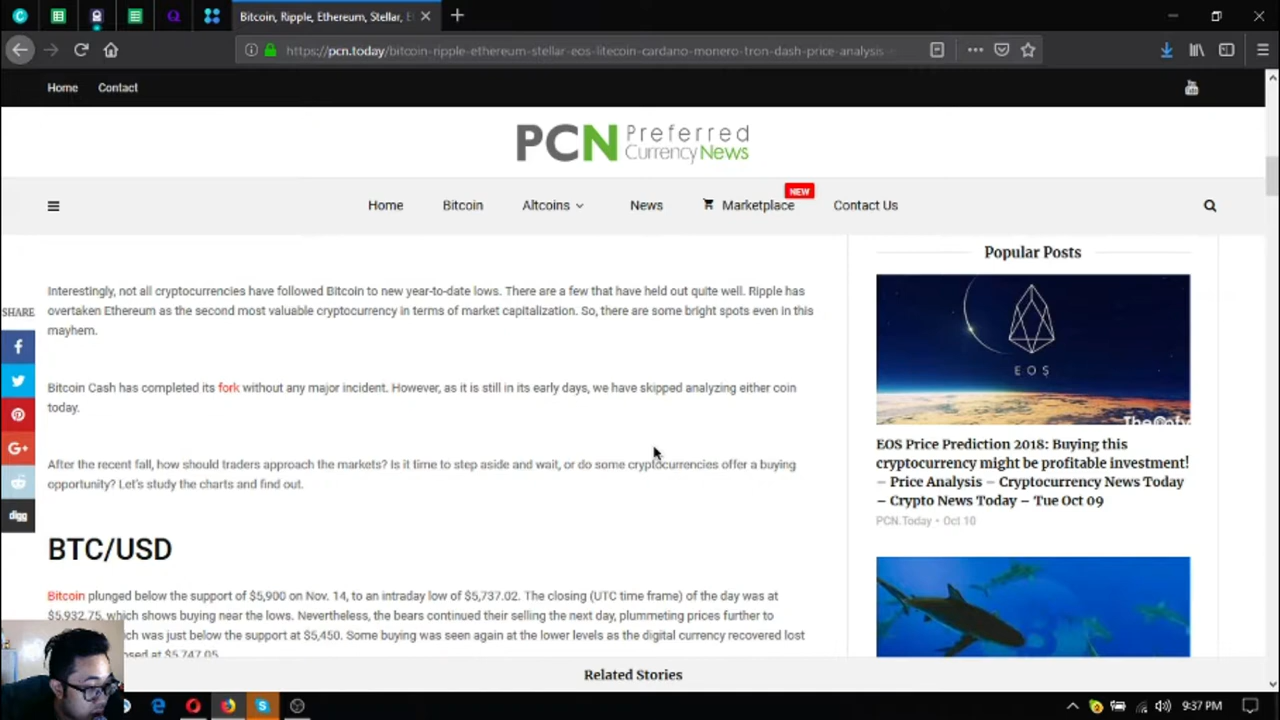 Bitcoin, Ripple, Ethereum, Stellar, E
https://pcn.today/bitcoin-ripple-ethereum-stellar-eos-litecoin-cardano-monero-tron-dash-price-analysis
Home Contact
PCN Preferred
Currency News
NEW
Home Bitcoin Altcoins News Marketplace Contact Us
Popular Posts
Interestingly, not all cryptocurrencies have followed Bitcoin to new year-to-date lows. There are a few that have held out quite well. Ripple has
overtaken Ethereum as the second most valuable cryptocurrency in terms of market capitalization. So, there are some bright spots even in this
mayhem.
SHARE
Bitcoin Cash has completed its fork without any major incident. However, as it is still in its early days, we have skipped analyzing either coin
today.
After the recent fall, how should traders approach the markets? Is it time to step aside and wait, or do some cryptocurrencies offer a buying
opportunity? Let's study the charts and find out.
digg
BTC/USD
Bitcoin plunged below the support of $5,900 on Nov. 14, to an intraday low of $5,737.02. The closing (UTC time frame) of the day was at
$5,932.75, which shows buying near the lows. Nevertheless, the bears continued their selling the next day, plummeting prices further to
which was just below the support at $5,450. Some buying was seen again at the lower levels as the digital currency recovered lost
at $5,747.05.
EOS
EOS Price Prediction 2018: Buying this
cryptocurrency might be profitable investment!
– Price Analysis – Cryptocurrency News Today
– Crypto News Today – Tue Oct 09
PCN.Today • Oct 10
Related Stories
9:37 PM